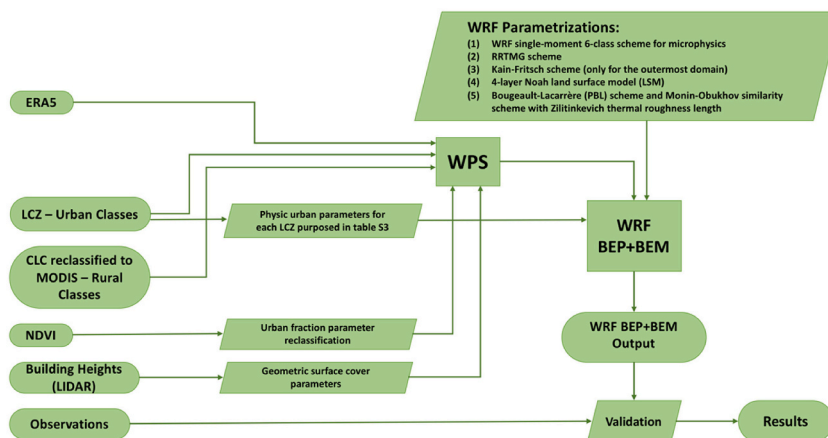 WRF Parametrizations:
(1) WRF single-moment 6-class scheme for microphysics
(2) RRTMG scheme
(3) Kain-Fritsch scheme (only for the outermost domain)
(4) 4-layer Noah land surface model (LSM)
(5) Bougeault-Lacarrère (PBL) scheme and Monin-Obukhov similarity
scheme with Zilitinkevich thermal roughness length
ERA5
WPS
LCZ – Urban Classes
Physic urban parameters for
each LCZ purposed in table S3
WRF
BEP+BEM
CLC reclassified to
MODIS – Rural
Classes
NDVI
Urban fraction parameter
reclassification
WRF BEP+BEM
Output
Building Heights
(LIDAR)
Geometric surface cover
parameters
Observations
Validation
Results